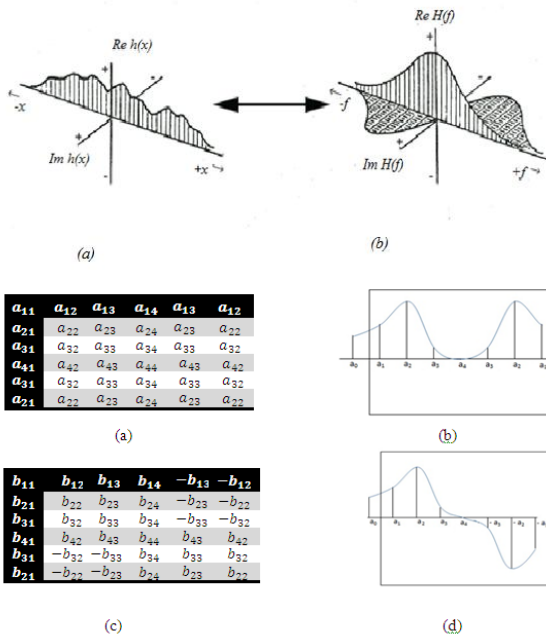 Re h(x)
+
-
-x
+
Im h(x)
+x
-
(a)
Re H(f)
+
-
-f
+
Im H(f)
+f
-
(b)
a₁₁ a₁₂ a₁₃ a₁₄ a₁₃ a₁₂
a₂₁ a₂₂ a₂₃ a₂₄ a₂₃ a₂₂
a₃₁ a₃₂ a₃₃ a₃₄ a₃₃ a₃₂
a₄₁ a₄₂ a₄₃ a₄₄ a₄₃ a₄₂
a₃₁ a₃₂ a₃₃ a₃₄ a₃₃ a₃₂
a₂₁ a₂₂ a₂₃ a₂₄ a₂₃ a₂₂
(a)
a₀ a₁ a₂ a₃ a₄ a₃ a₂ a₁
(b)
b₁₁ b₁₂ b₁₃ b₁₄ −b₁₃ −b₁₂
b₂₁ b₂₂ b₂₃ b₂₄ −b₂₃ −b₂₂
b₃₁ b₃₂ b₃₃ b₃₄ −b₃₃ −b₃₂
b₄₁ b₄₂ b₄₃ b₄₄ b₄₃ b₄₂
b₃₁ −b₃₂ −b₃₃ b₃₄ b₃₃ b₃₂
b₂₁ −b₂₂ −b₂₃ b₂₄ b₂₃ b₂₂
(c)
a₀ a₁ a₂ a₃ a₄ -a₃ -a₂ -a₁
(d)